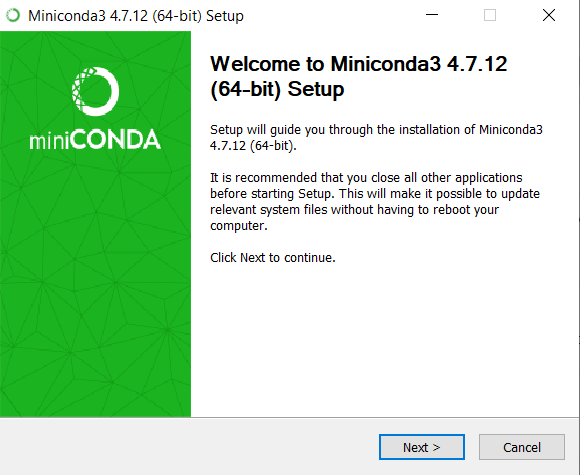 Miniconda3 4.7.12 (64-bit) Setup
miniCONDA
Welcome to Miniconda3 4.7.12
(64-bit) Setup
Setup will guide you through the installation of Miniconda3
4.7.12 (64-bit).
It is recommended that you close all other applications
before starting Setup. This will make it possible to update
relevant system files without having to reboot your
computer.
Click Next to continue.
Next >
Cancel